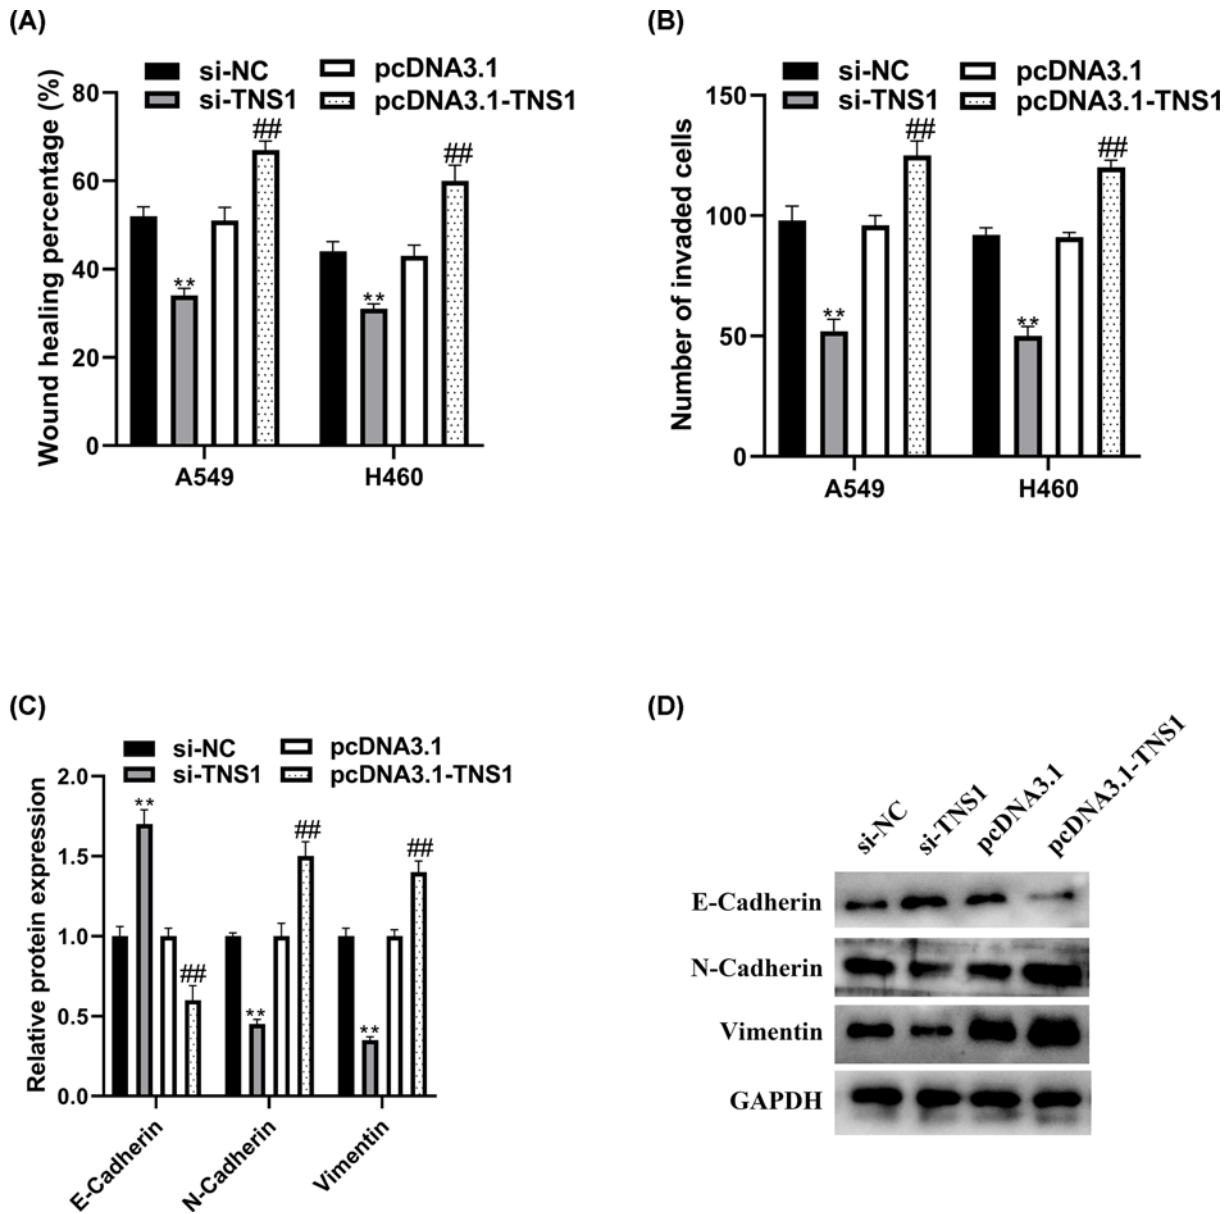 (A)
si-NC
pcDNA3.1
si-TNS1
pcDNA3.1-TNS1
Wound healing percentage (%)
80
60
40
20
0
##
##
**
**
A549
H460
(B)
si-NC
pcDNA3.1
si-TNS1
pcDNA3.1-TNS1
Number of invaded cells
150
100
50
0
##
##
**
**
A549
H460
(C)
si-NC
pcDNA3.1
si-TNS1
pcDNA3.1-TNS1
Relative protein expression
2.0
1.5
1.0
0.5
0.0
**
##
**
##
**
##
E-Cadherin
N-Cadherin
Vimentin
(D)
si-NC
si-TNS1
pcDNA3.1
pcDNA3.1-TNS1
E-Cadherin
N-Cadherin
Vimentin
GAPDH